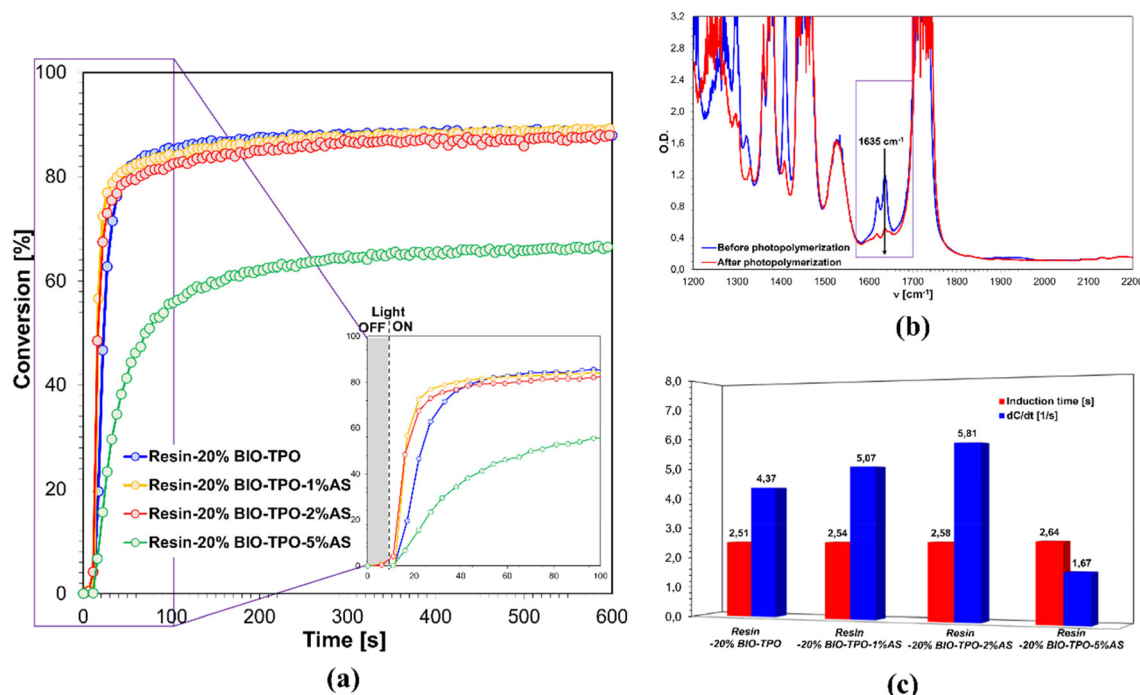 100
80
60
40
20
0
Conversion [%]
0
100
200
300
400
500
600
Time [s]
Resin-20% BIO-TPO
Resin-20% BIO-TPO-1%AS
Resin-20% BIO-TPO-2%AS
Resin-20% BIO-TPO-5%AS
Light
OFF ON
100
80
60
40
20
0
0
20
40
60
80
100
(a)
3,2
2,8
2,4
2,0
1,6
1,2
0,8
0,4
0,0
O.D.
1635 cm-1
Before photopolymerization
After photopolymerization
1200 1300 1400 1500 1600 1700 1800 1900 2000 2100 2200
ν [cm-1]
(b)
8,0
7,0
6,0
5,0
4,0
3,0
2,0
1,0
0,0
Induction time [s]
dC/dt [1/s]
2,51
4,37
2,54
5,07
2,58
5,81
2,64
1,67
Resin
-20% BIO-TPO
Resin
-20% BIO-TPO-1%AS
Resin
-20% BIO-TPO-2%AS
Resin
-20% BIO-TPO-5%AS
(c)